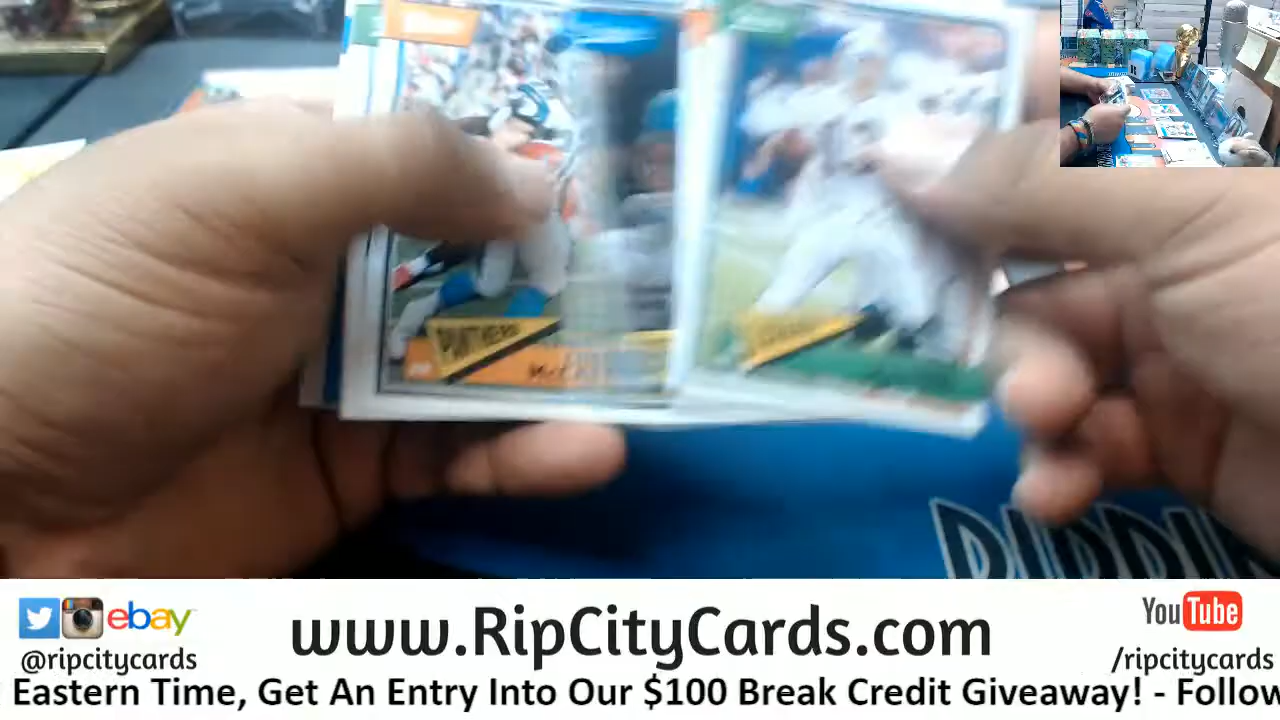 PANTHERS
ebay
@ripcitycards
www.RipCityCards.com
YouTube
/ripcitycards
Eastern Time, Get An Entry Into Our $100 Break Credit Giveaway! - Follow